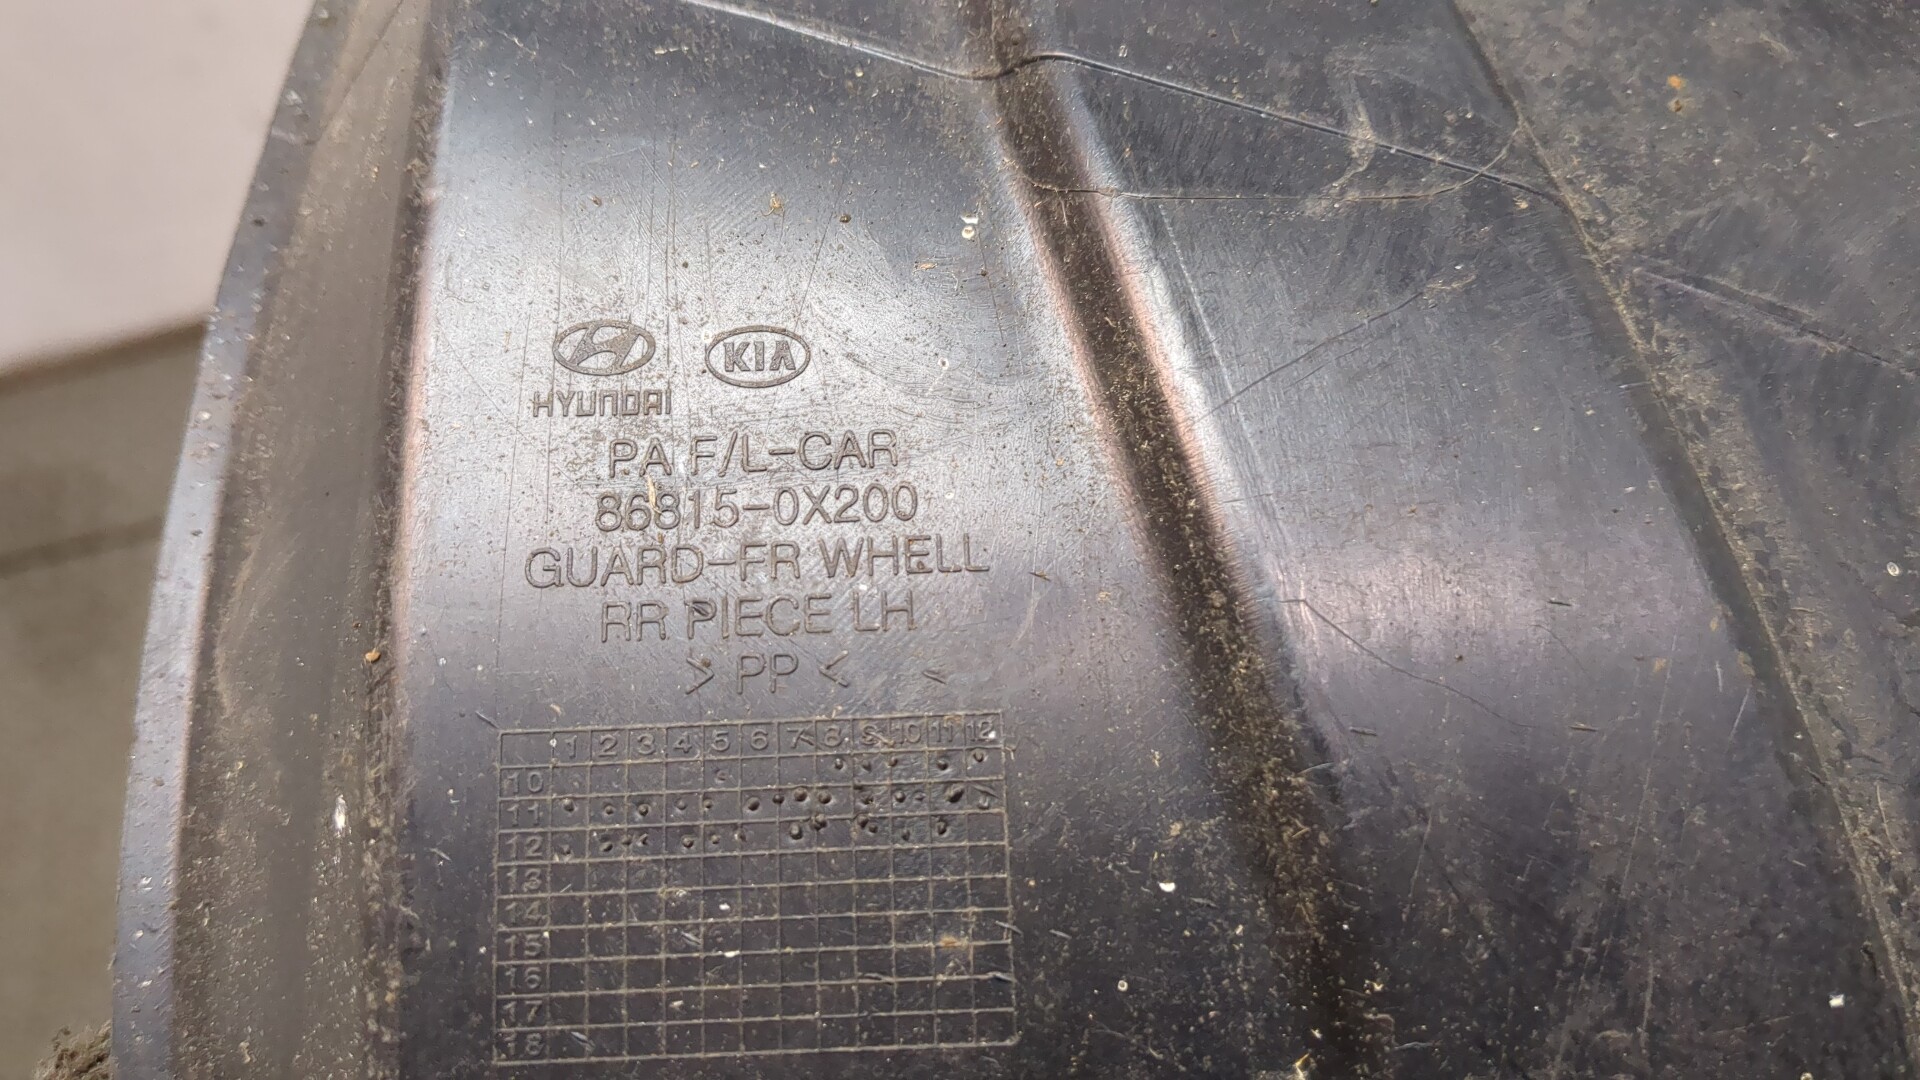 HYUNDAI KIA
PA F/L-CAR
86815-0X200
GUARD-FR WHELL
RR PIECE LH
> PP <
1 2 3 4 5 6 7 8 9 10 11 12
10
11
12
13
14
15
16
17
18